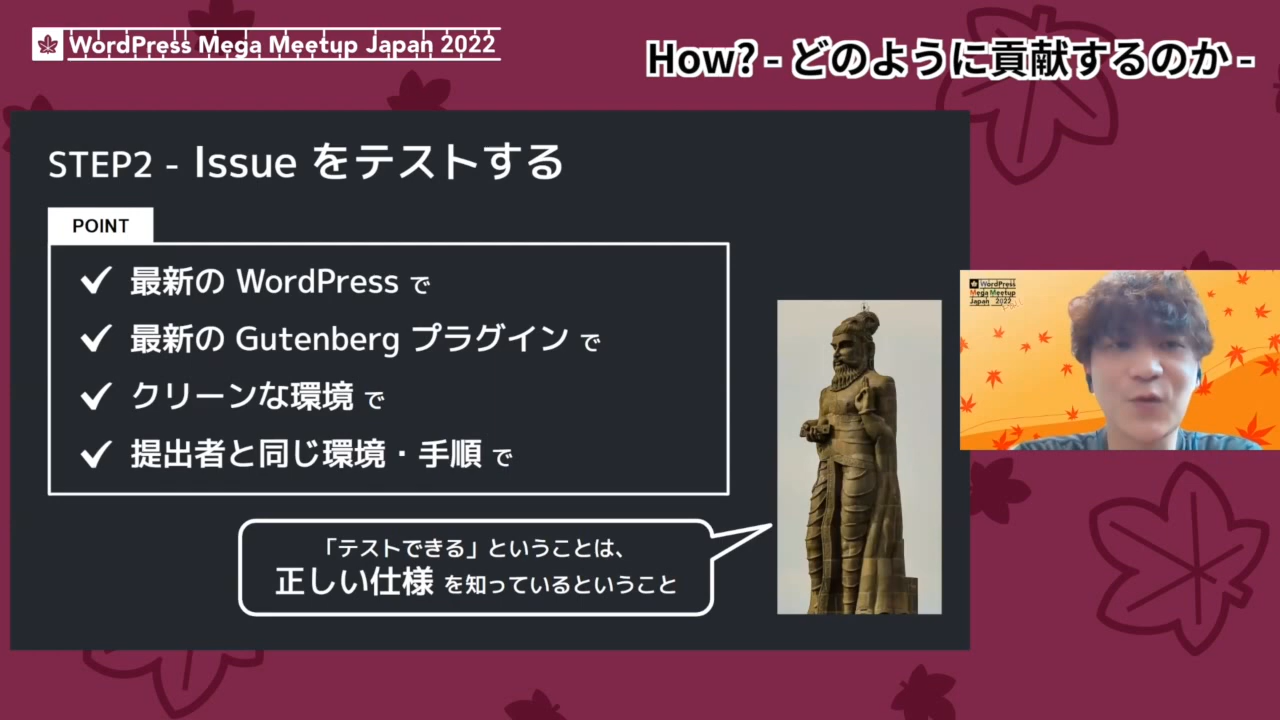 WordPress Mega Meetup Japan 2022
How? - どのように貢献するのか -
STEP2 - Issue をテストする
POINT
最新の WordPress で
最新の Gutenberg プラグイン で
クリーンな環境 で
提出者と同じ環境・手順 で
「テストできる」ということは、
正しい仕様 を知っているということ
WordPress
Mega Meetup
Japan 2022